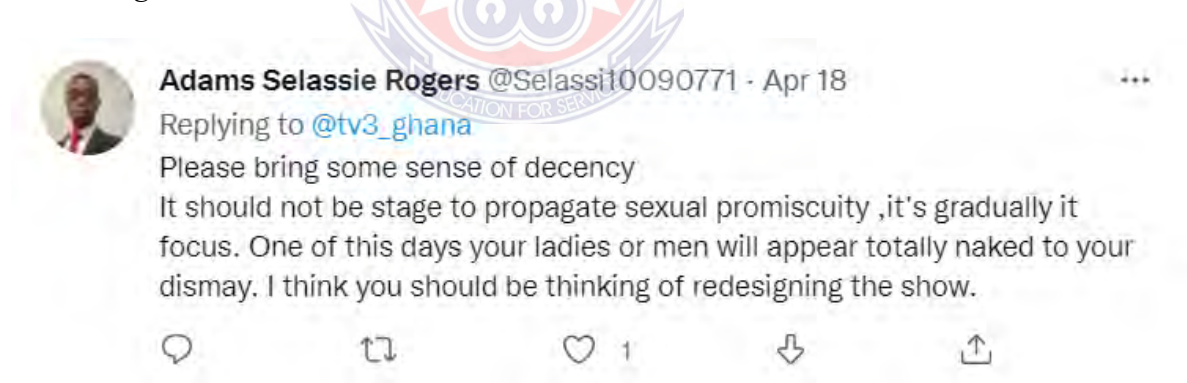 Adams Selassie Rogers @Selassi10090771 · Apr 18
Replying to @tv3_ghana
Please bring some sense of decency
It should not be stage to propagate sexual promiscuity ,it's gradually it
focus. One of this days your ladies or men will appear totally naked to your
dismay. I think you should be thinking of redesigning the show.
1